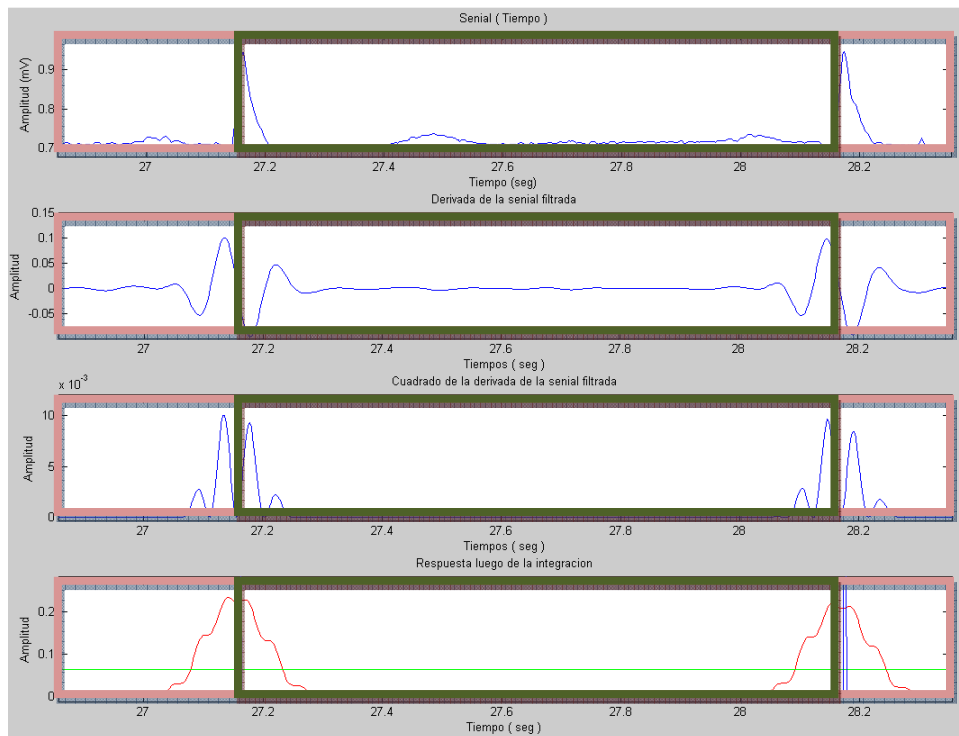 Senial ( Tiempo )
Amplitud (mV)
0.9
0.8
0.7
27 27.2 27.4 27.6 27.8 28 28.2
Tiempo (seg)
Derivada de la senial filtrada
Amplitud
0.15
0.1
0.05
0
-0.05
27 27.2 27.4 27.6 27.8 28 28.2
Tiempos ( seg )
Cuadrado de la derivada de la senial filtrada
x 10^-3
Amplitud
10
5
0
27 27.2 27.4 27.6 27.8 28 28.2
Tiempos ( seg )
Respuesta luego de la integracion
Amplitud
0.2
0.1
0
27 27.2 27.4 27.6 27.8 28 28.2
Tiempo ( seg )